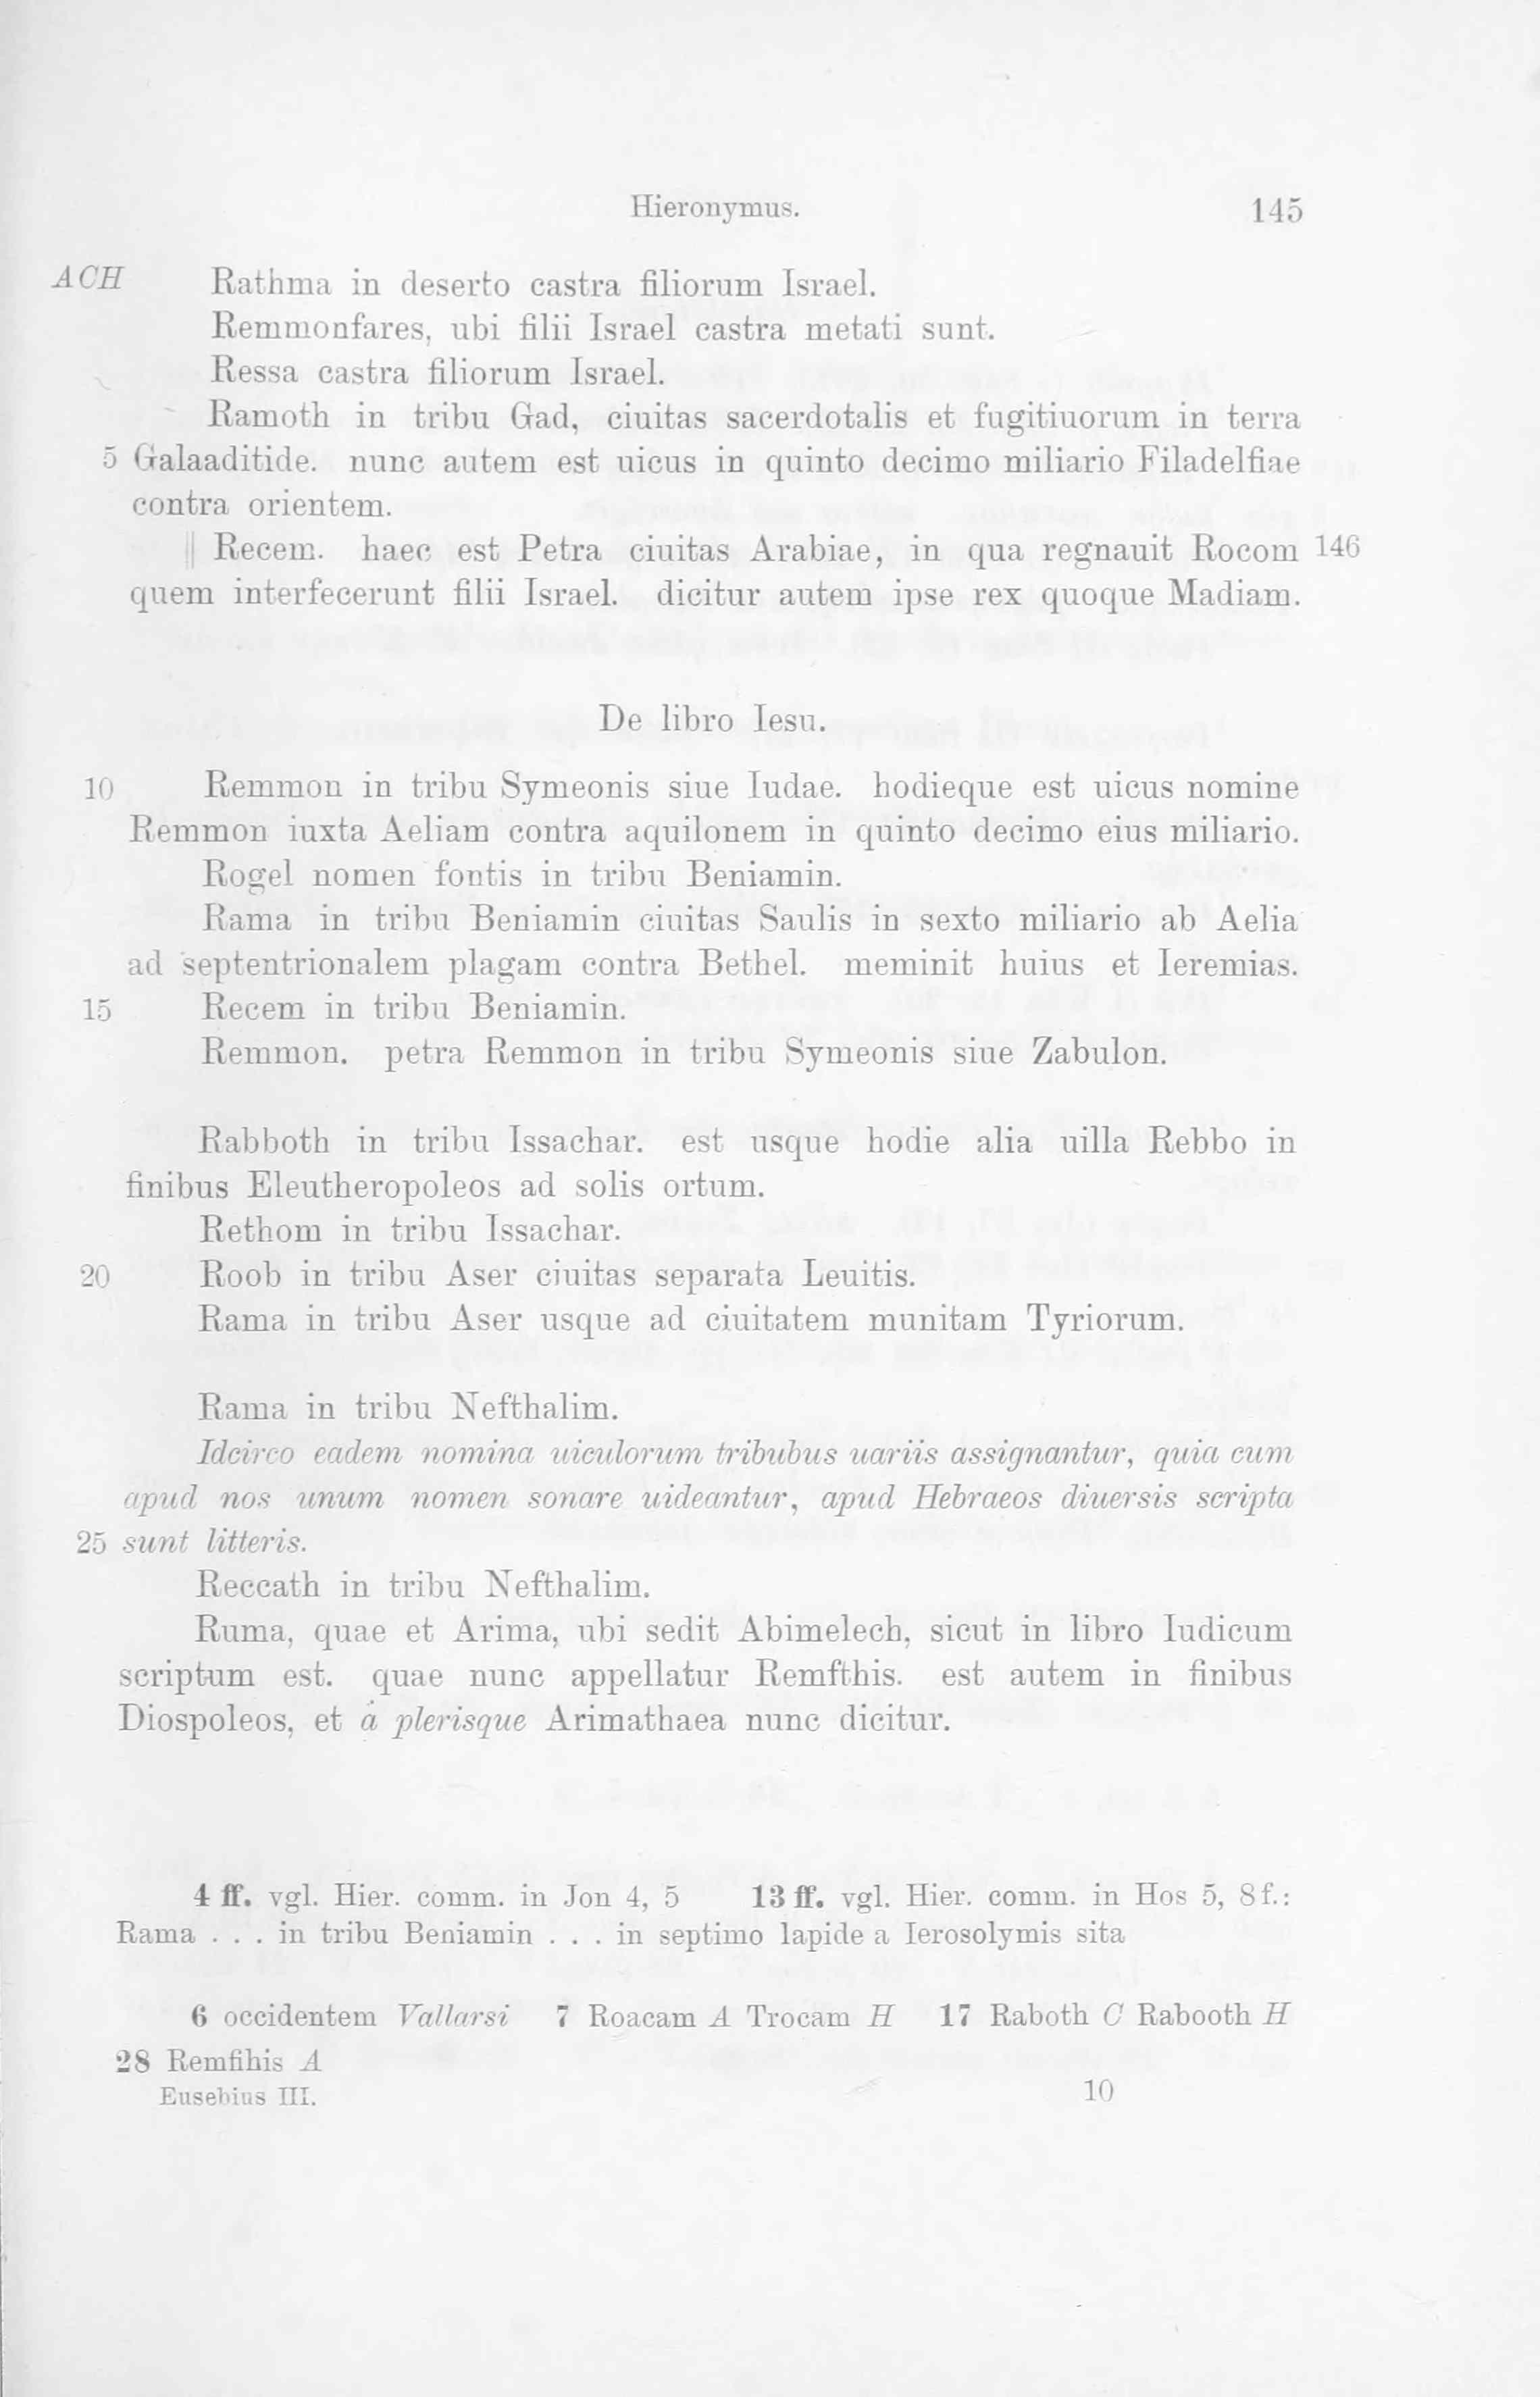 Hieronymus. 145
ACH Rathma in deserto castra filiorum Israel.
Remmonfares, ubi filii Israel castra metati sunt.
Ressa castra filiorum Israel.
Ramoth in tribu Gad, ciuitas sacerdotalis et fugitiuorum in terra
5 Galaaditide. nunc autem est uicus in quinto decimo miliario Filadelfiae
contra orientem.
|| Recem. haec est Petra ciuitas Arabiae, in qua regnauit Rocom 146
quem interfecerunt filii Israel. dicitur autem ipse rex quoque Madiam.
De libro Iesu.
10 Remmon in tribu Symeonis siue Iudae. hodieque est uicus nomine
Remmon iuxta Aeliam contra aquilonem in quinto decimo eius miliario.
Rogel nomen fontis in tribu Beniamin.
Rama in tribu Beniamin ciuitas Saulis in sexto miliario ab Aelia
ad septentrionalem plagam contra Bethel. meminit huius et Ieremias.
15 Recem in tribu Beniamin.
Remmon. petra Remmon in tribu Symeonis siue Zabulon.
Rabboth in tribu Issachar. est usque hodie alia uilla Rebbo in
finibus Eleutheropoleos ad solis ortum.
Rethom in tribu Issachar.
20 Roob in tribu Aser ciuitas separata Leuitis.
Rama in tribu Aser usque ad ciuitatem munitam Tyriorum.
Rama in tribu Nefthalim.
Idcirco eadem nomina uiculorum tribubus uariis assignantur, quia cum
apud nos unum nomen sonare uideantur, apud Hebraeos diuersis scripta
25 sunt litteris.
Reccath in tribu Nefthalim.
Ruma, quae et Arima, ubi sedit Abimelech, sicut in libro Iudicum
scriptum est. quae nunc appellatur Remfthis. est autem in finibus
Diospoleos, et a plerisque Arimathaea nunc dicitur.
4 ff. vgl. Hier. comm. in Jon 4, 5 13 ff. vgl. Hier. comm. in Hos 5, 8 f.:
Rama . . . in tribu Beniamin . . . in septimo lapide a Ierosolymis sita
6 occidentem Vallarsi 7 Roacam A Trocam H 17 Raboth C Rabooth H
28 Remfihis A
Eusebius III. 10